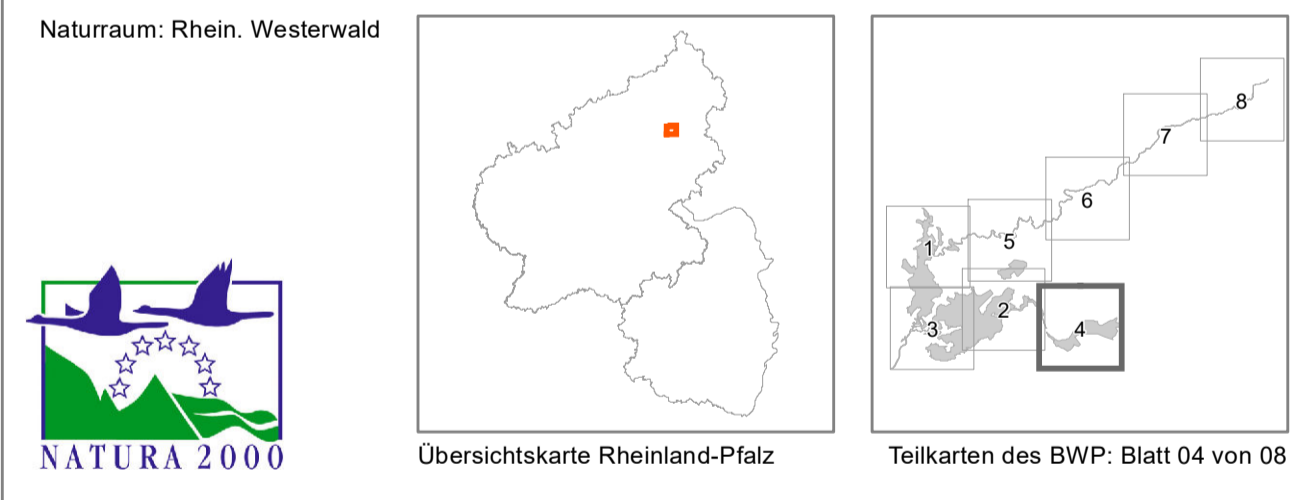 Naturraum: Rhein. Westerwald
NATURA 2000
Übersichtskarte Rheinland-Pfalz
8
7
6
1
5
2
3
4
Teilkarten des BWP: Blatt 04 von 08